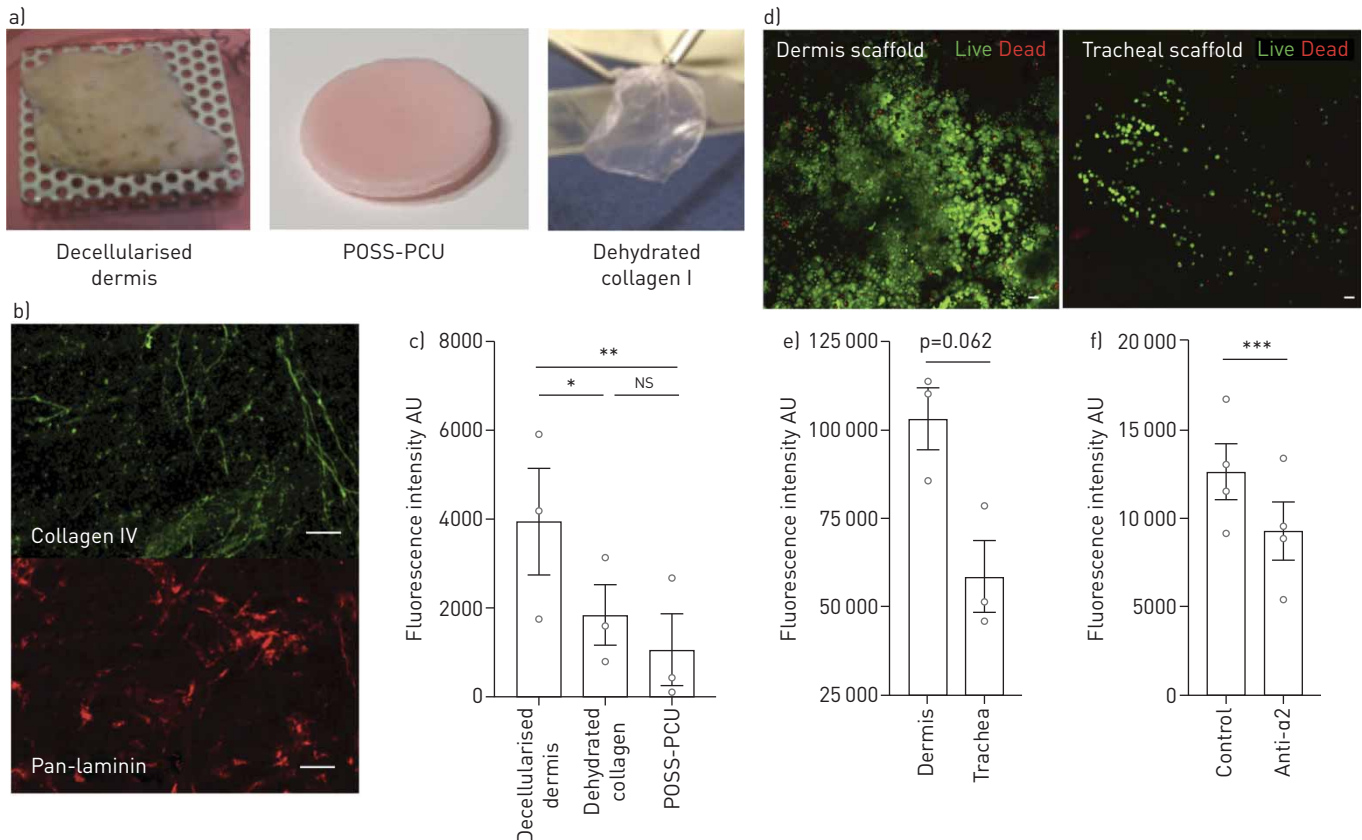 a)
Decellularised
dermis
POSS-PCU
Dehydrated
collagen I
b)
Collagen IV
Pan-laminin
c)
Fluorescence intensity AU
8000
6000
4000
2000
0
**
*
NS
Decellularised
dermis
Dehydrated
collagen
POSS-PCU
d)
Dermis scaffold
Live Dead
Tracheal scaffold
Live Dead
e)
Fluorescence intensity AU
125 000
100 000
75 000
50 000
25 000
p=0.062
Dermis
Trachea
f)
Fluorescence intensity AU
20 000
15 000
10 000
5000
0
***
Control
Anti-α2